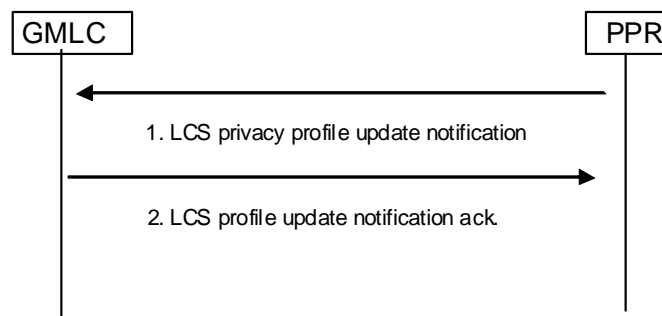 GMLC
PPR
1. LCS privacy profile update notification
2. LCS profile update notification ack.